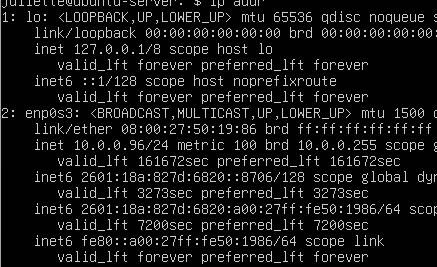 juliette@ubuntu-server:~$ ip addr
1: lo: <LOOPBACK,UP,LOWER_UP> mtu 65536 qdisc noqueue s
link/loopback 00:00:00:00:00:00 brd 00:00:00:00:00:
inet 127.0.0.1/8 scope host lo
valid_lft forever preferred_lft forever
inet6 ::1/128 scope host noprefixroute
valid_lft forever preferred_lft forever
2: enp0s3: <BROADCAST,MULTICAST,UP,LOWER_UP> mtu 1500 q
link/ether 08:00:27:50:19:86 brd ff:ff:ff:ff:ff:ff
inet 10.0.0.96/24 metric 100 brd 10.0.0.255 scope g
valid_lft 161672sec preferred_lft 161672sec
inet6 2601:18a:827d:6820::8706/128 scope global dyn
valid_lft 3273sec preferred_lft 3273sec
inet6 2601:18a:827d:6820:a00:27ff:fe50:1986/64 scop
valid_lft 7200sec preferred_lft 7200sec
inet6 fe80::a00:27ff:fe50:1986/64 scope link
valid_lft forever preferred_lft forever